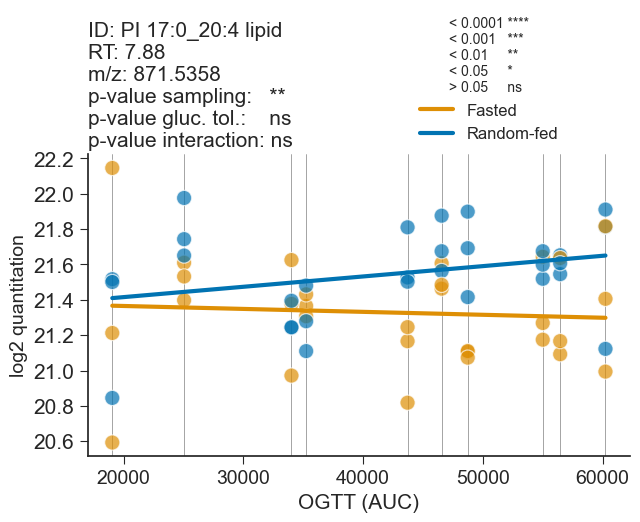 ID: PI 17:0_20:4 lipid
RT: 7.88
m/z: 871.5358
p-value sampling: **
p-value gluc. tol.: ns
p-value interaction: ns
< 0.0001 ****
< 0.001 ***
< 0.01 **
< 0.05 *
> 0.05 ns
Fasted
Random-fed
log2 quantitation
22.2
22.0
21.8
21.6
21.4
21.2
21.0
20.8
20.6
20000 30000 40000 50000 60000
OGTT (AUC)